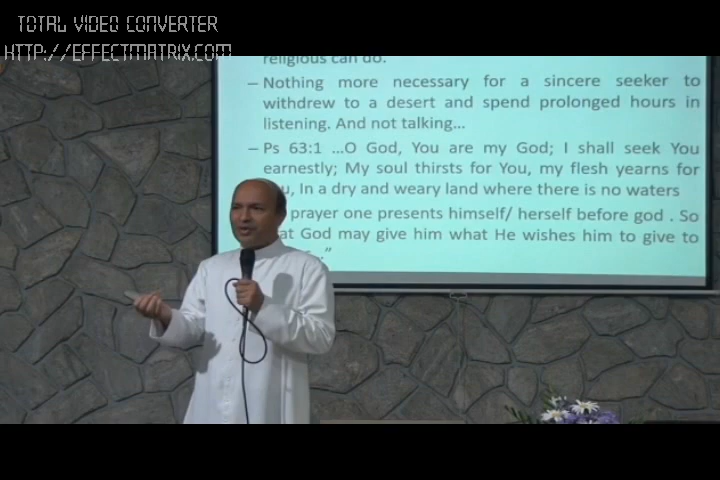 TOTAL VIDEO CONVERTER
HTTP://EFFECTMATRIX.COM
religious can do.
– Nothing more necessary for a sincere seeker to
withdrew to a desert and spend prolonged hours in
listening. And not talking...
– Ps 63:1 ...O God, You are my God; I shall seek You
earnestly; My soul thirsts for You, my flesh yearns for
In a dry and weary land where there is no waters
prayer one presents himself/ herself before god . So
God may give him what He wishes him to give to